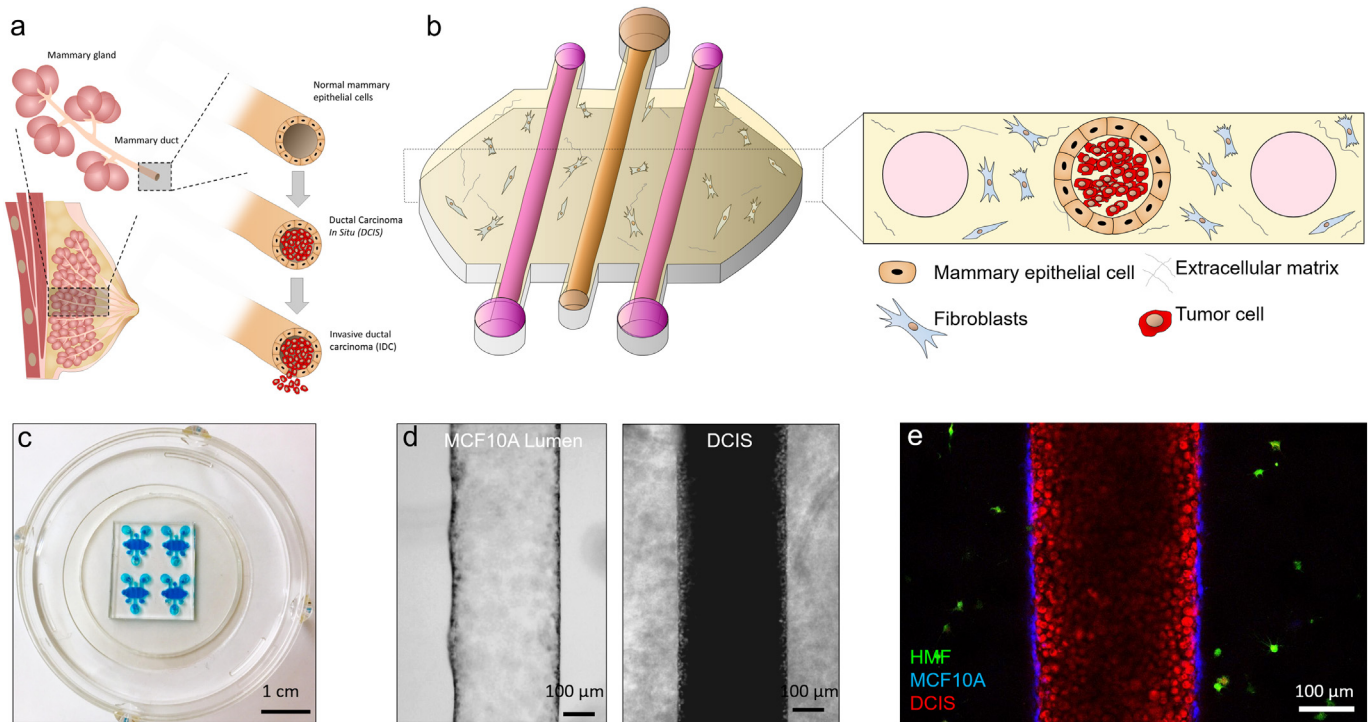 a
Mammary gland
Mammary duct
Normal mammary
epithelial cells
Ductal Carcinoma
In Situ (DCIS)
Invasive ductal
carcinoma (IDC)
b
Mammary epithelial cell
Extracellular matrix
Fibroblasts
Tumor cell
c
1 cm
d
MCF10A Lumen
100 µm
DCIS
100 µm
e
HMF
MCF10A
DCIS
100 µm